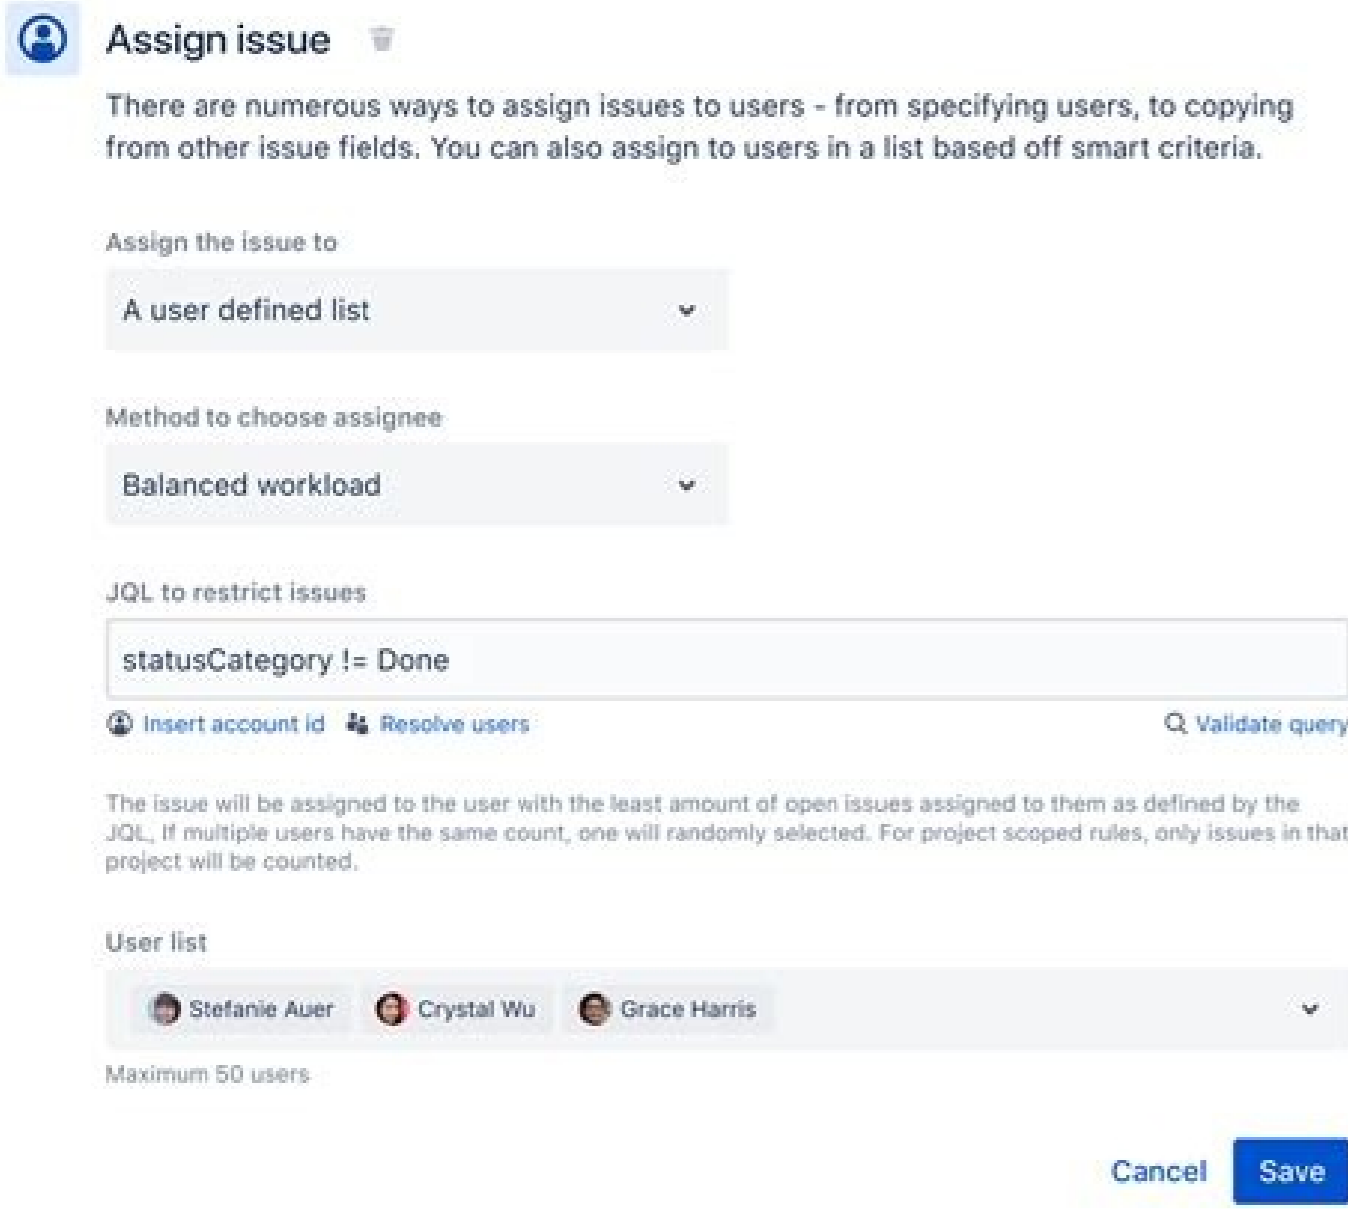 Assign issue
There are numerous ways to assign issues to users - from specifying users, to copying
from other issue fields. You can also assign to users in a list based off smart criteria.
Assign the issue to
A user defined list
Method to choose assignee
Balanced workload
JQL to restrict issues
statusCategory != Done
Insert account id Resolve users Validate query
The issue will be assigned to the user with the least amount of open issues assigned to them as defined by the
JQL, If multiple users have the same count, one will randomly selected. For project scoped rules, only issues in that
project will be counted.
User list
Stefanie Auer Crystal Wu Grace Harris
Maximum 50 users
Cancel Save